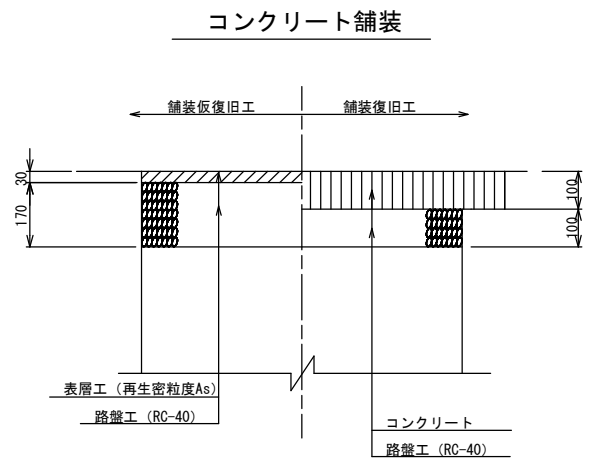 コンクリート舗装
舗装仮復旧工
舗装復旧工
30
170
100
100
表層工（再生密粒度As）
路盤工（RC-40）
コンクリート
路盤工（RC-40）